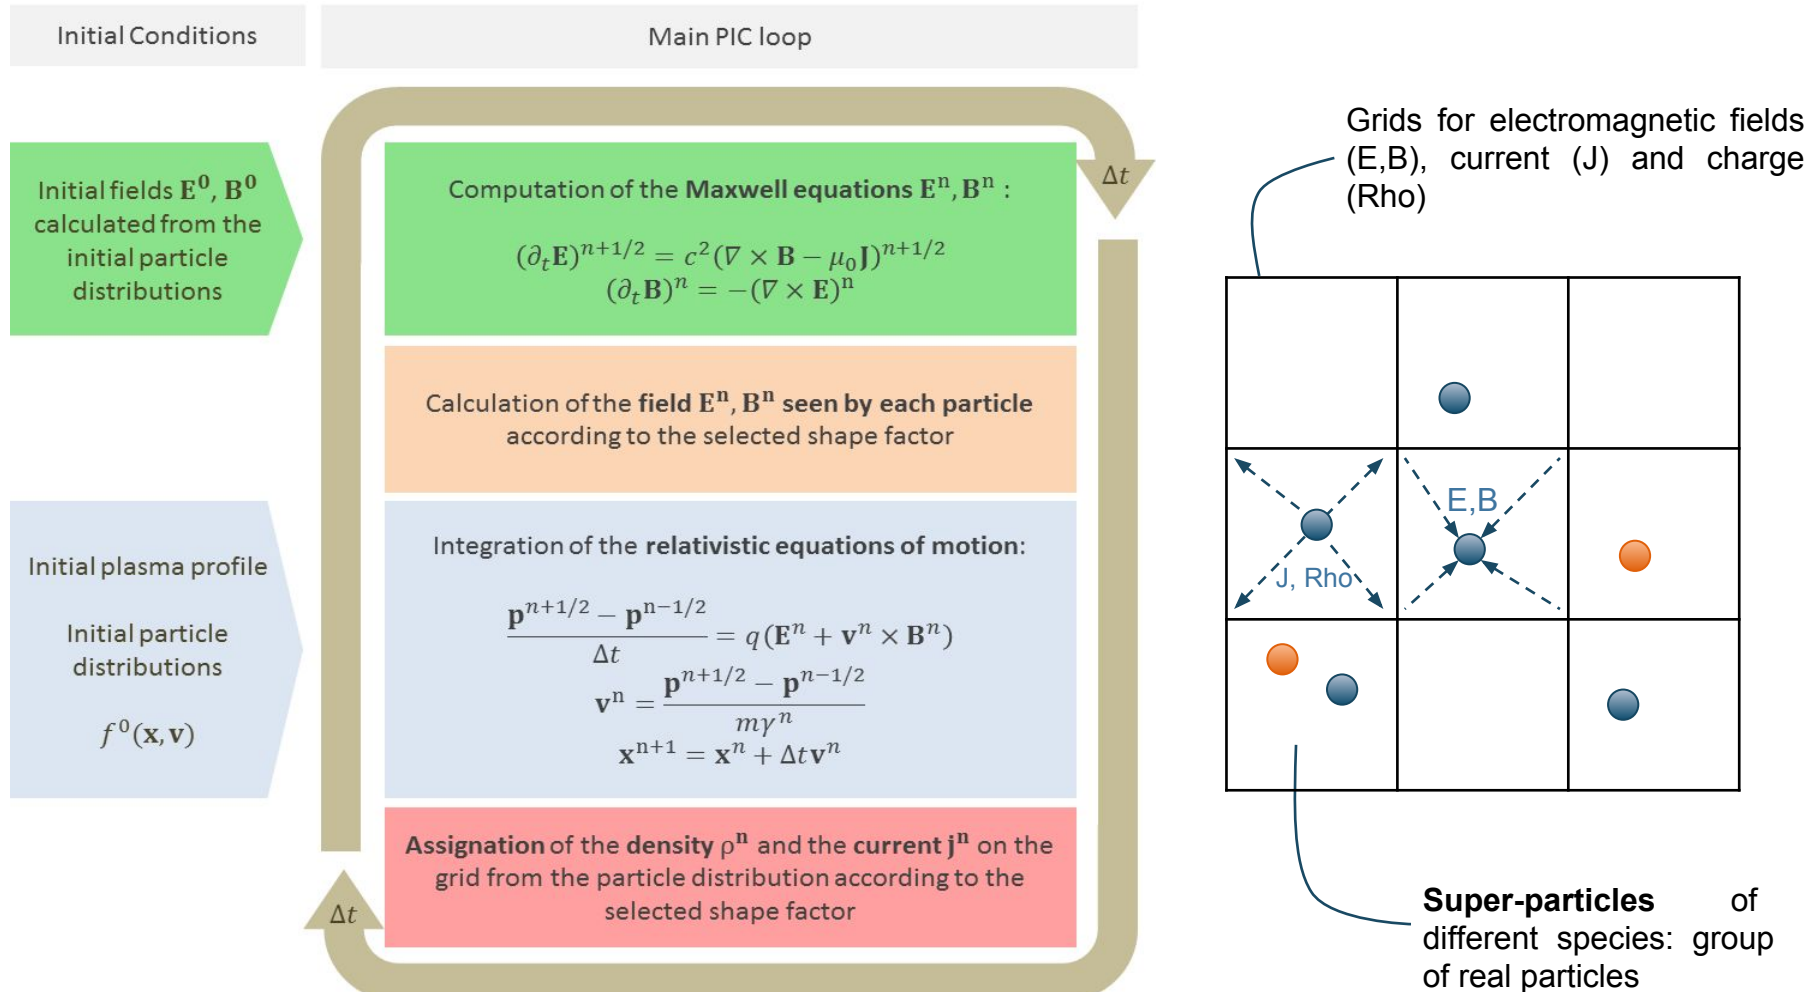 Initial Conditions
Main PIC loop
Initial fields E⁰, B⁰
calculated from the
initial particle
distributions
Δt
Computation of the Maxwell equations Eⁿ, Bⁿ :
(∂ₜE)ⁿ⁺¹/² = c²(∇ × B − μ₀J)ⁿ⁺¹/²
(∂ₜB)ⁿ = −(∇ × E)ⁿ
Calculation of the field Eⁿ, Bⁿ seen by each particle
according to the selected shape factor
Initial plasma profile
Initial particle
distributions
f⁰(x, v)
Integration of the relativistic equations of motion:
(pⁿ⁺¹/² − pⁿ⁻¹/²)/Δt = q(Eⁿ + vⁿ × Bⁿ)
vⁿ = (pⁿ⁺¹/² − pⁿ⁻¹/²)/(mγⁿ)
xⁿ⁺¹ = xⁿ + Δtvⁿ
Assignation of the density ρⁿ and the current jⁿ on the
grid from the particle distribution according to the
selected shape factor
Δt
Grids for electromagnetic fields
(E,B), current (J) and charge
(Rho)
E,B
J, Rho
Super-particles of
different species: group
of real particles